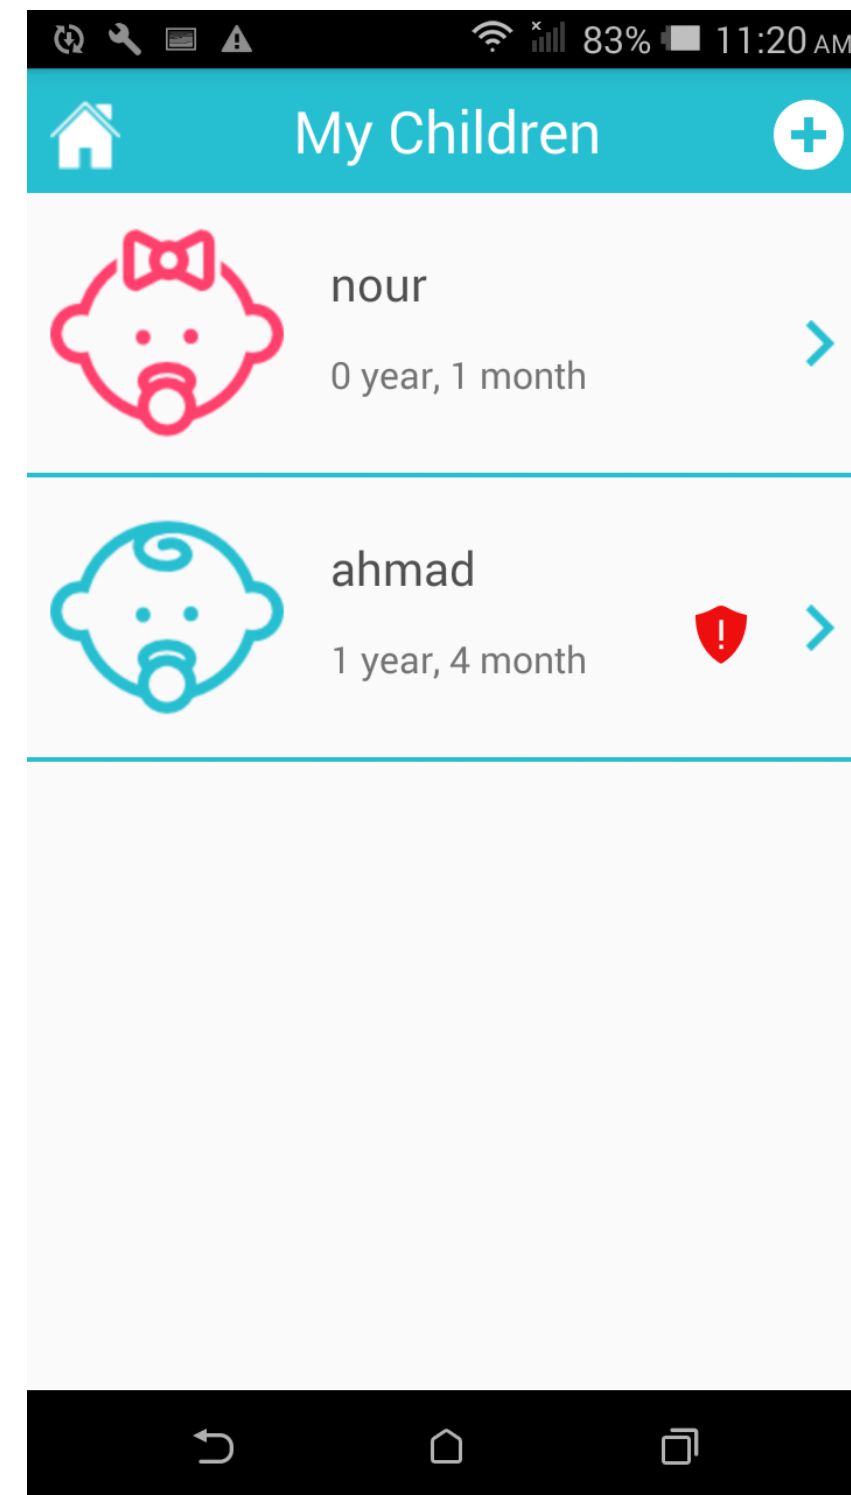 83% 11:20 AM
My Children
nour
0 year, 1 month
ahmad
1 year, 4 month